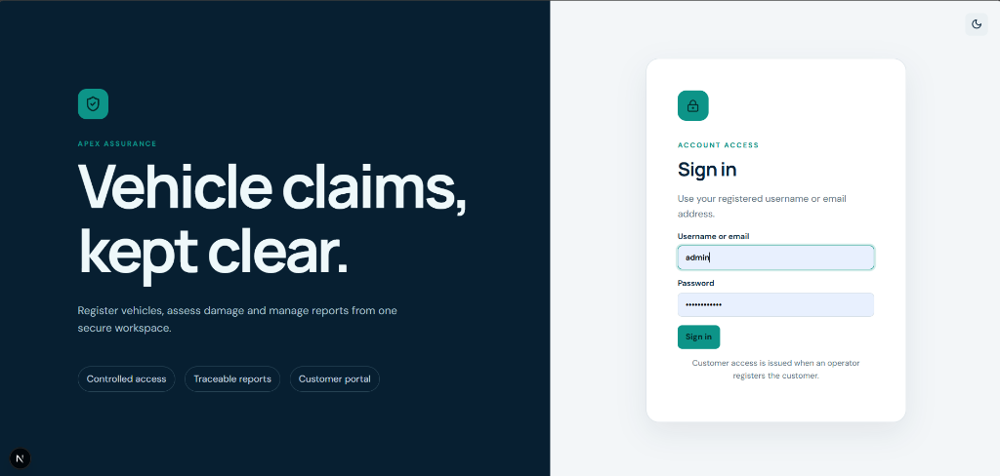 APEX ASSURANCE
Vehicle claims,
kept clear.
Register vehicles, assess damage and manage reports from one
secure workspace.
Controlled access
Traceable reports
Customer portal
N
ACCOUNT ACCESS
Sign in
Use your registered username or email
address.
Username or email
admin
Password
••••••••••••
Sign in
Customer access is issued when an operator
registers the customer.